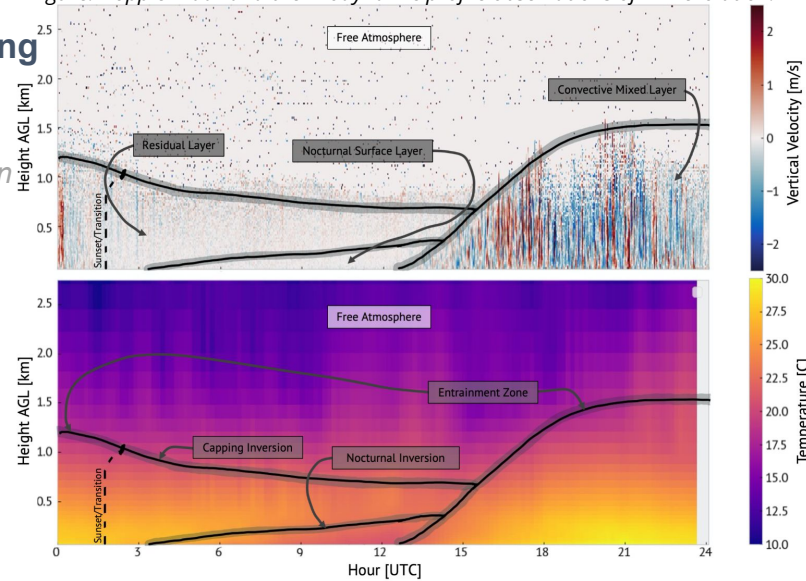 ng
n
Free Atmosphere
Convective Mixed Layer
Residual Layer
Nocturnal Surface Layer
Sunset/Transition
Height AGL [km]
2.5
2.0
1.5
1.0
0.5
2
1
0
−1
−2
Vertical Velocity [m/s]
Free Atmosphere
Entrainment Zone
Capping Inversion
Nocturnal Inversion
Sunset/Transition
Height AGL [km]
2.5
2.0
1.5
1.0
0.5
0 3 6 9 12 15 18 21 24
Hour [UTC]
30.0
27.5
25.0
22.5
20.0
17.5
15.0
12.5
10.0
Temperature [C]